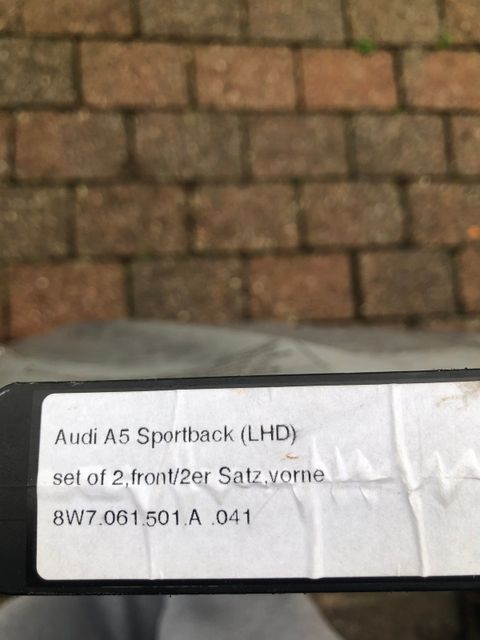 Audi A5 Sportback (LHD)
set of 2,front/2er Satz,vorne
8W7.061.501.A .041